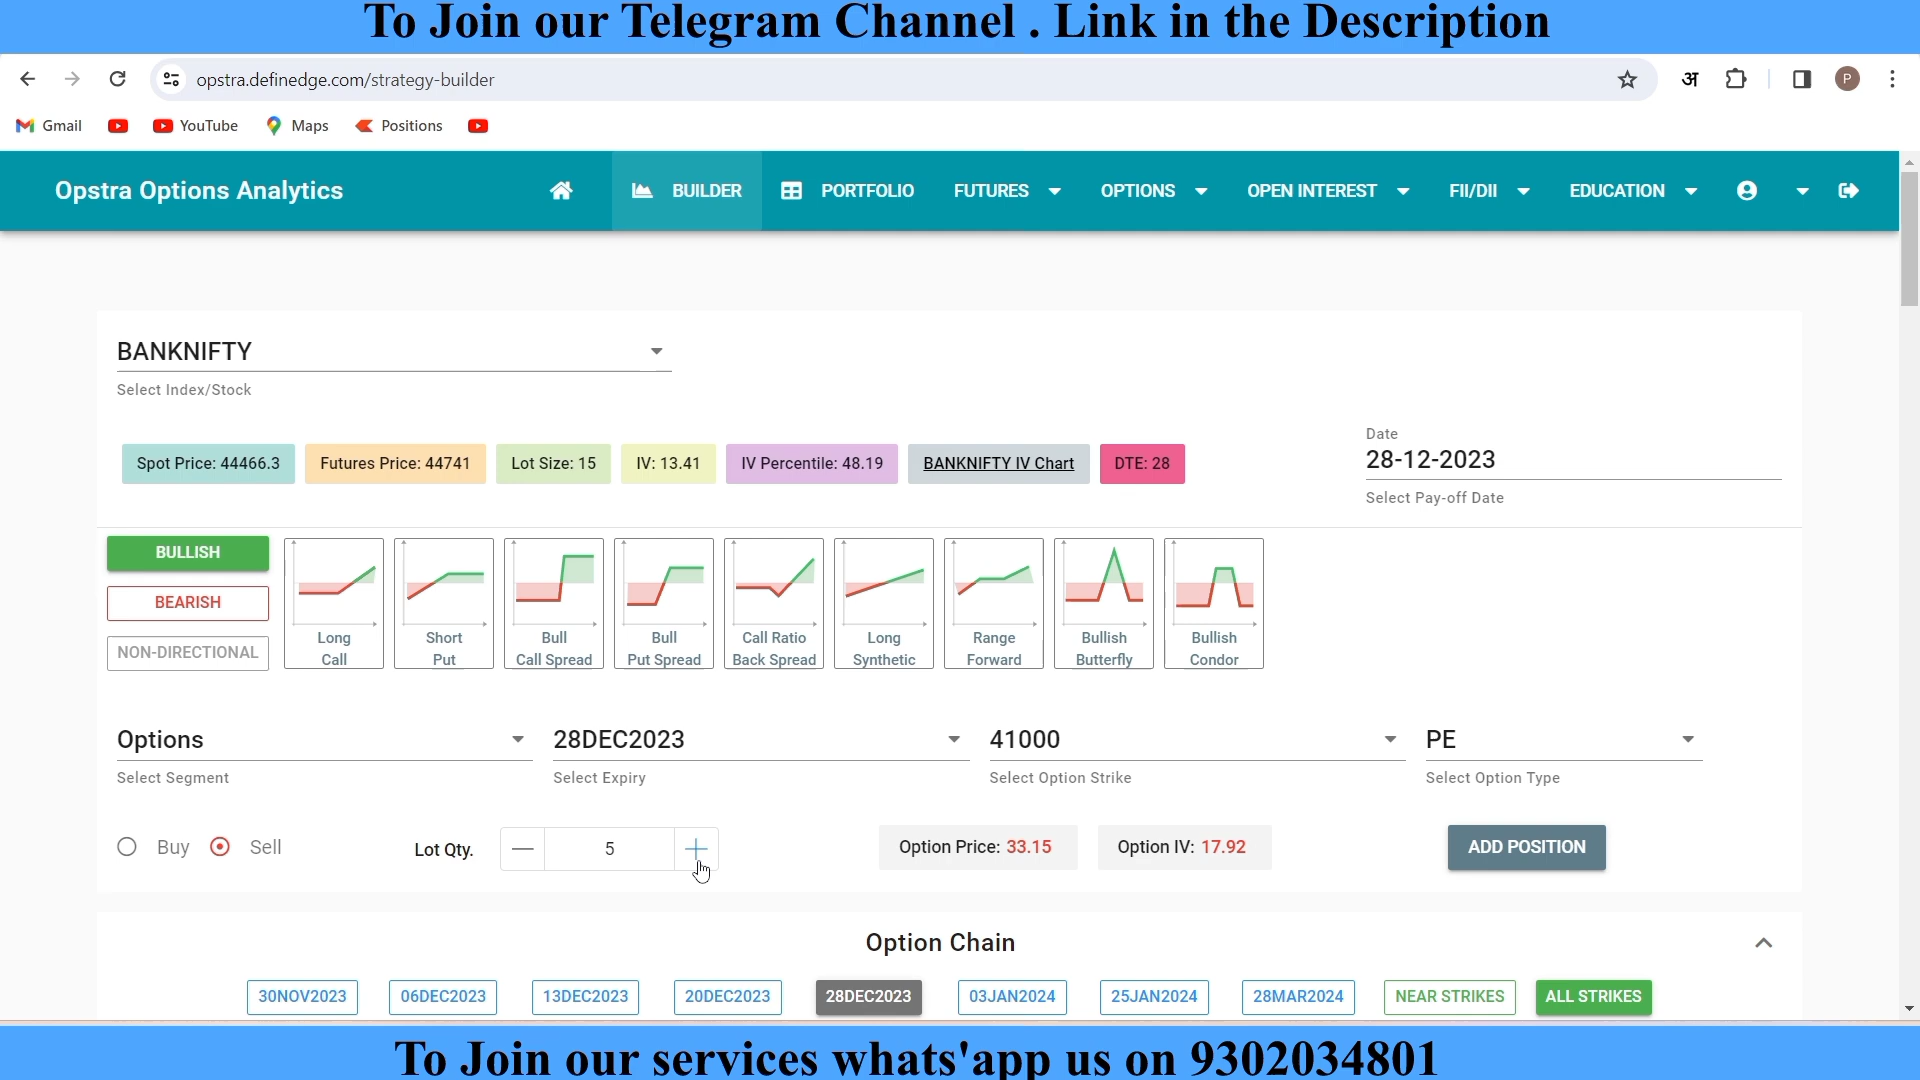 To Join our Telegram Channel . Link in the Description
opstra.definedge.com/strategy-builder
अ
P
Gmail YouTube Maps Positions
Opstra Options Analytics BUILDER PORTFOLIO FUTURES OPTIONS OPEN INTEREST FII/DII EDUCATION
BANKNIFTY
Select Index/Stock
Spot Price: 44466.3 Futures Price: 44741 Lot Size: 15 IV: 13.41 IV Percentile: 48.19 BANKNIFTY IV Chart DTE: 28
Date
28-12-2023
Select Pay-off Date
BULLISH
BEARISH
NON-DIRECTIONAL
Long Call
Short Put
Bull Call Spread
Bull Put Spread
Call Ratio Back Spread
Long Synthetic
Range Forward
Bullish Butterfly
Bullish Condor
Options 28DEC2023 41000 PE
Select Segment Select Expiry Select Option Strike Select Option Type
Buy Sell Lot Qty. 5 Option Price: 33.15 Option IV: 17.92 ADD POSITION
Option Chain
30NOV2023 06DEC2023 13DEC2023 20DEC2023 28DEC2023 03JAN2024 25JAN2024 28MAR2024 NEAR STRIKES ALL STRIKES
To Join our services whats'app us on 9302034801